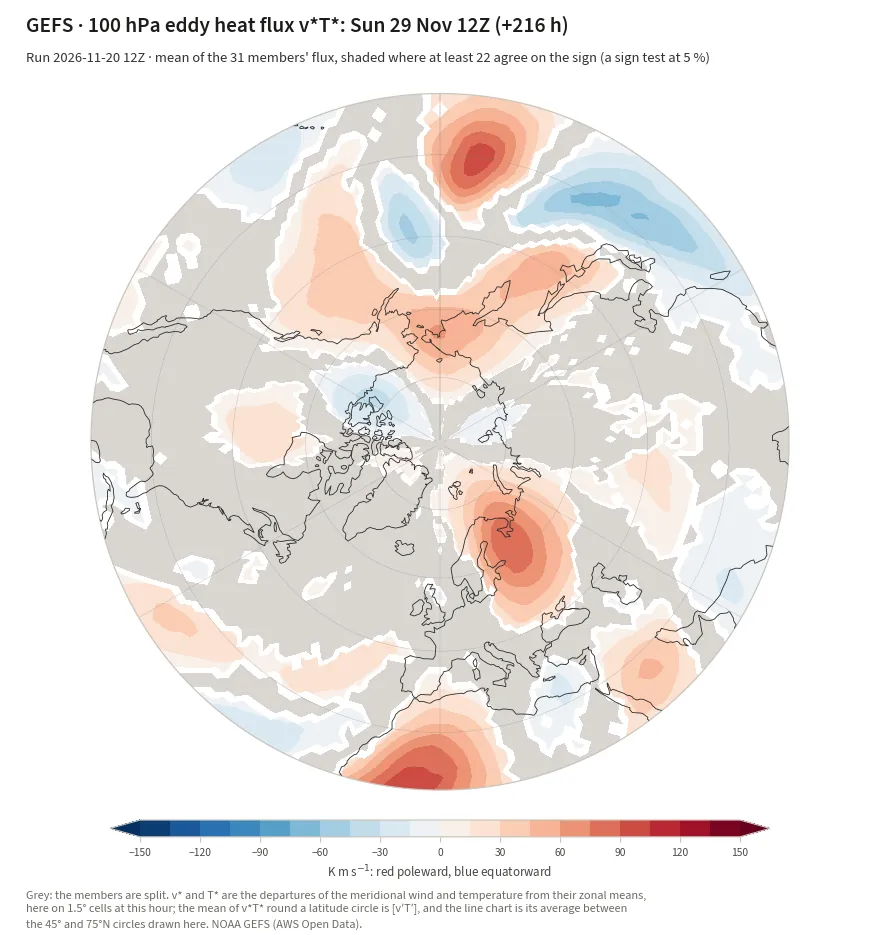 GEFS · 100 hPa eddy heat flux v*T*: Sun 29 Nov 12Z (+216 h)
Run 2026-11-20 12Z · mean of the 31 members' flux, shaded where at least 22 agree on the sign (a sign test at 5 %)
−150 −120 −90 −60 −30 0 30 60 90 120 150
K m s⁻¹: red poleward, blue equatorward
Grey: the members are split. v* and T* are the departures of the meridional wind and temperature from their zonal means,
here on 1.5° cells at this hour; the mean of v*T* round a latitude circle is [v'T'], and the line chart is its average between
the 45° and 75°N circles drawn here. NOAA GEFS (AWS Open Data).